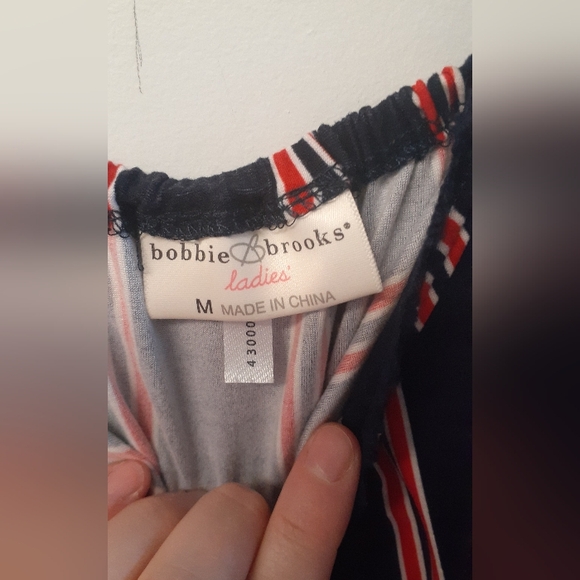 bobbie brooks®
ladies'
M MADE IN CHINA
43000